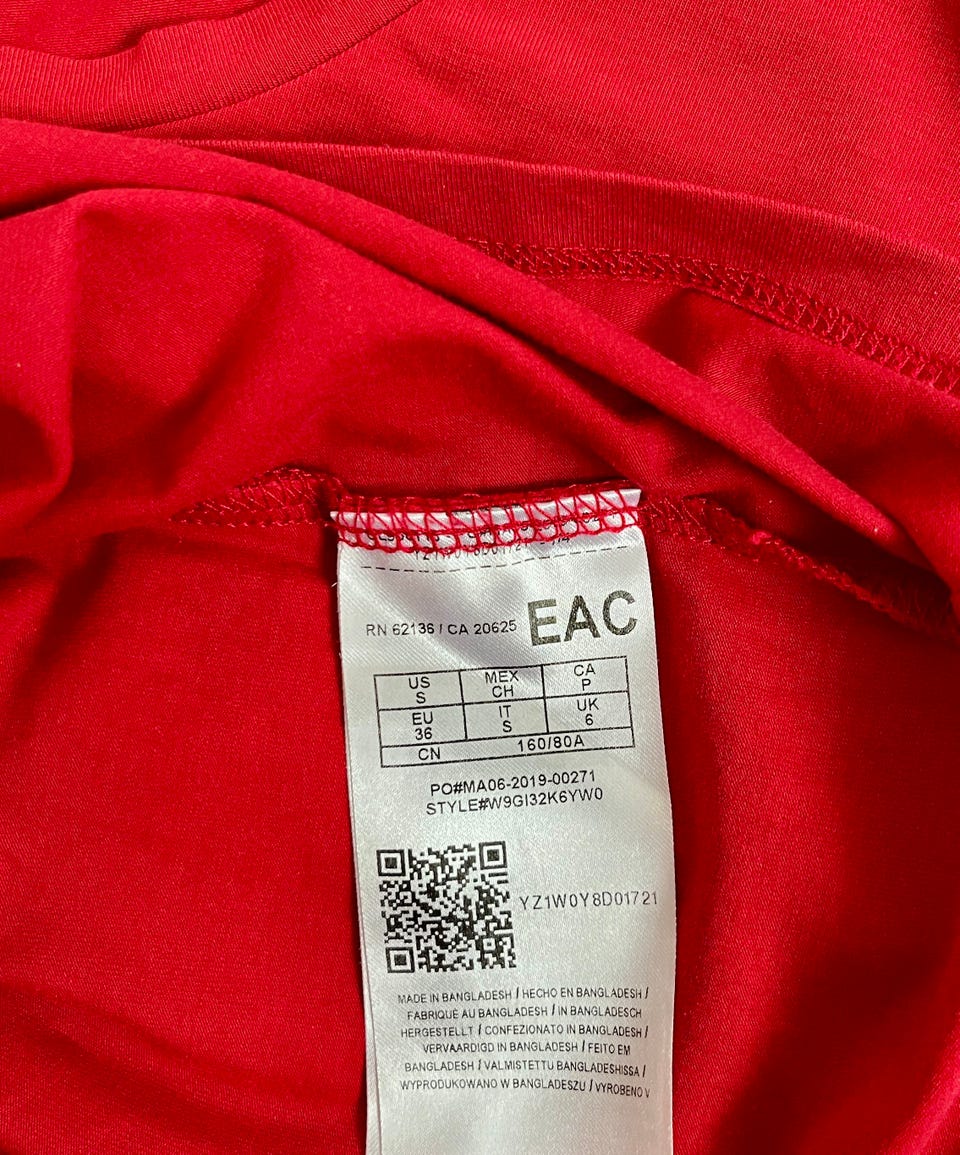 RN 62136 / CA 20625 EAC
US S MEX CH CA P
EU 36 IT S UK 6
CN 160/80A
PO#MA06-2019-00271
STYLE#W9GI32K6YW0
YZ1W0Y8D01721
MADE IN BANGLADESH / HECHO EN BANGLADESH /
FABRIQUÉ AU BANGLADESH / IN BANGLADESCH
HERGESTELLT / CONFEZIONATO IN BANGLADESH /
VERVAARDIGD IN BANGLADESH / FEITO EM
BANGLADESH / VALMISTETTU BANGLADESHISSA /
WYPRODUKOWANO W BANGLADESZU / VYROBENO V